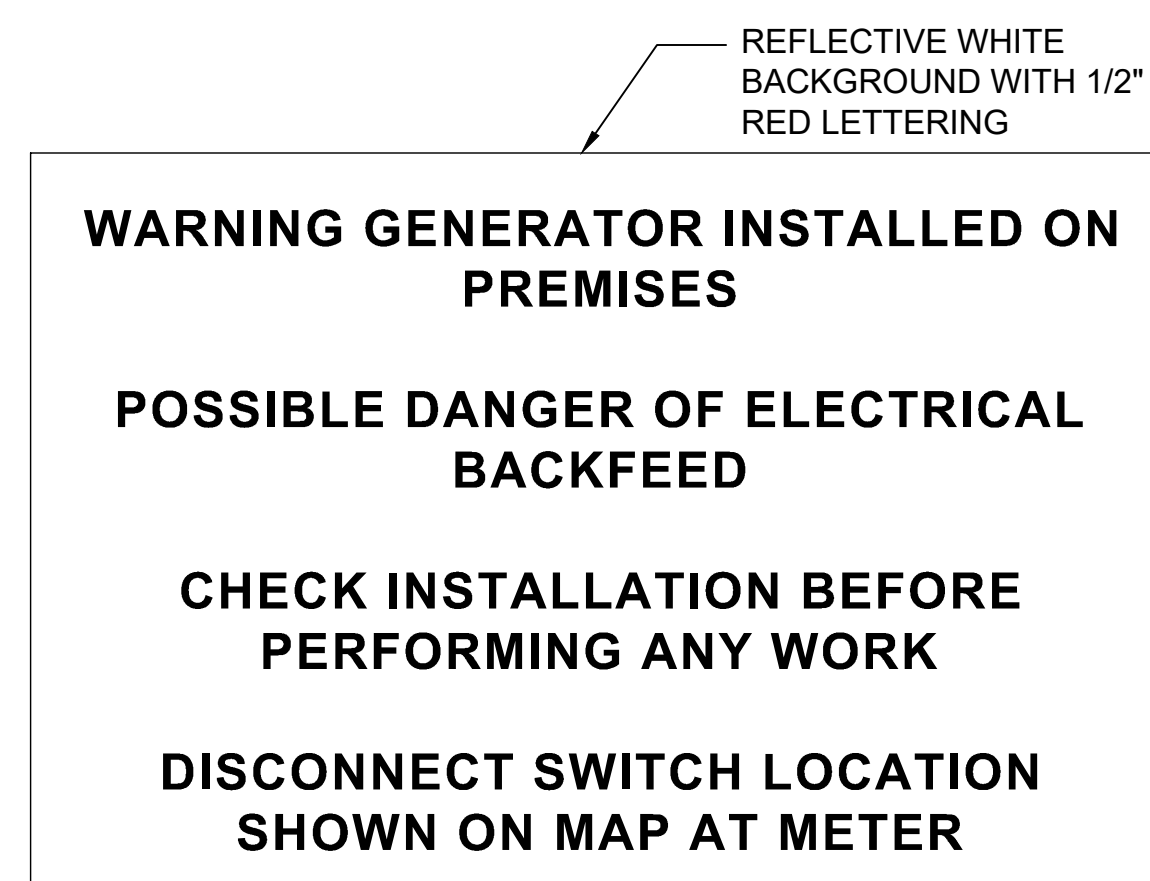 REFLECTIVE WHITE
BACKGROUND WITH 1/2"
RED LETTERING
WARNING GENERATOR INSTALLED ON
PREMISES
POSSIBLE DANGER OF ELECTRICAL
BACKFEED
CHECK INSTALLATION BEFORE
PERFORMING ANY WORK
DISCONNECT SWITCH LOCATION
SHOWN ON MAP AT METER